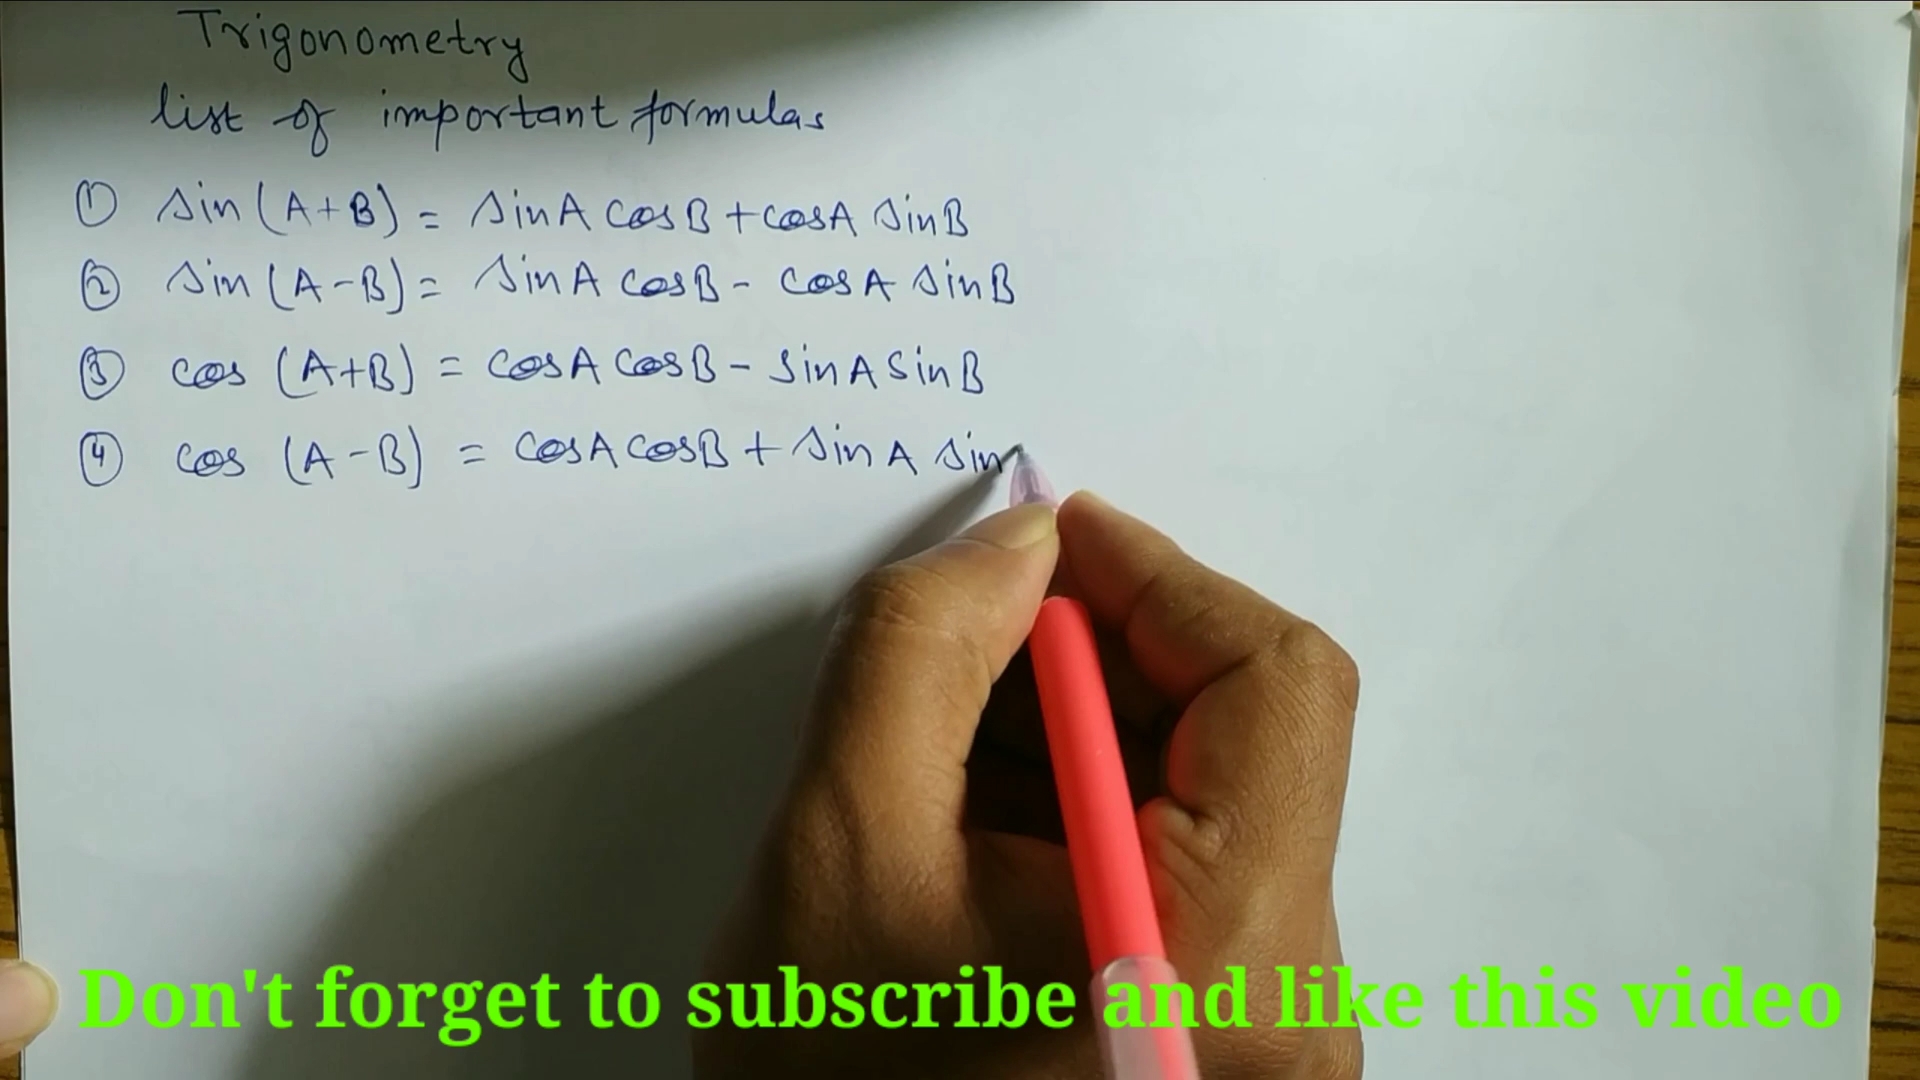 Trigonometry
list of important formulas
① sin (A+B) = sinA cosB + cosA sinB
② sin (A-B) = sinA cosB - cosA sinB
③ cos (A+B) = cosA cosB - sinA sinB
④ cos (A-B) = cosA cosB + sinA sin
Don't forget to subscribe and like this video